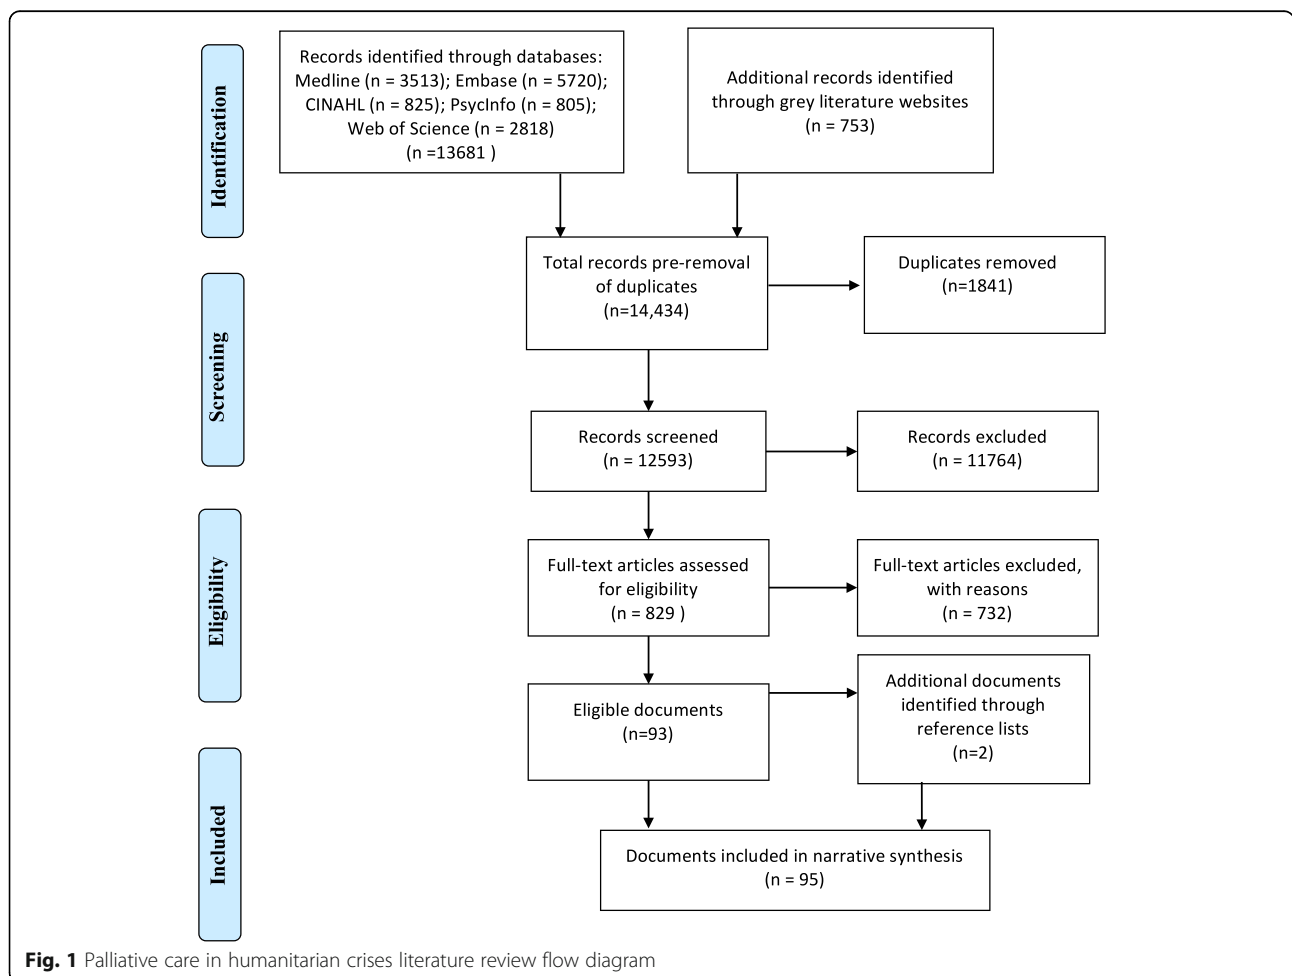 Identification
Records identified through databases:
Medline (n = 3513); Embase (n = 5720);
CINAHL (n = 825); PsycInfo (n = 805);
Web of Science (n = 2818)
(n =13681 )
Additional records identified
through grey literature websites
(n = 753)
Total records pre-removal
of duplicates
(n=14,434)
Duplicates removed
(n=1841)
Screening
Records screened
(n = 12593)
Records excluded
(n = 11764)
Eligibility
Full-text articles assessed
for eligibility
(n = 829 )
Full-text articles excluded,
with reasons
(n = 732)
Eligible documents
(n=93)
Additional documents
identified through
reference lists
(n=2)
Included
Documents included in narrative synthesis
(n = 95)
Fig. 1 Palliative care in humanitarian crises literature review flow diagram